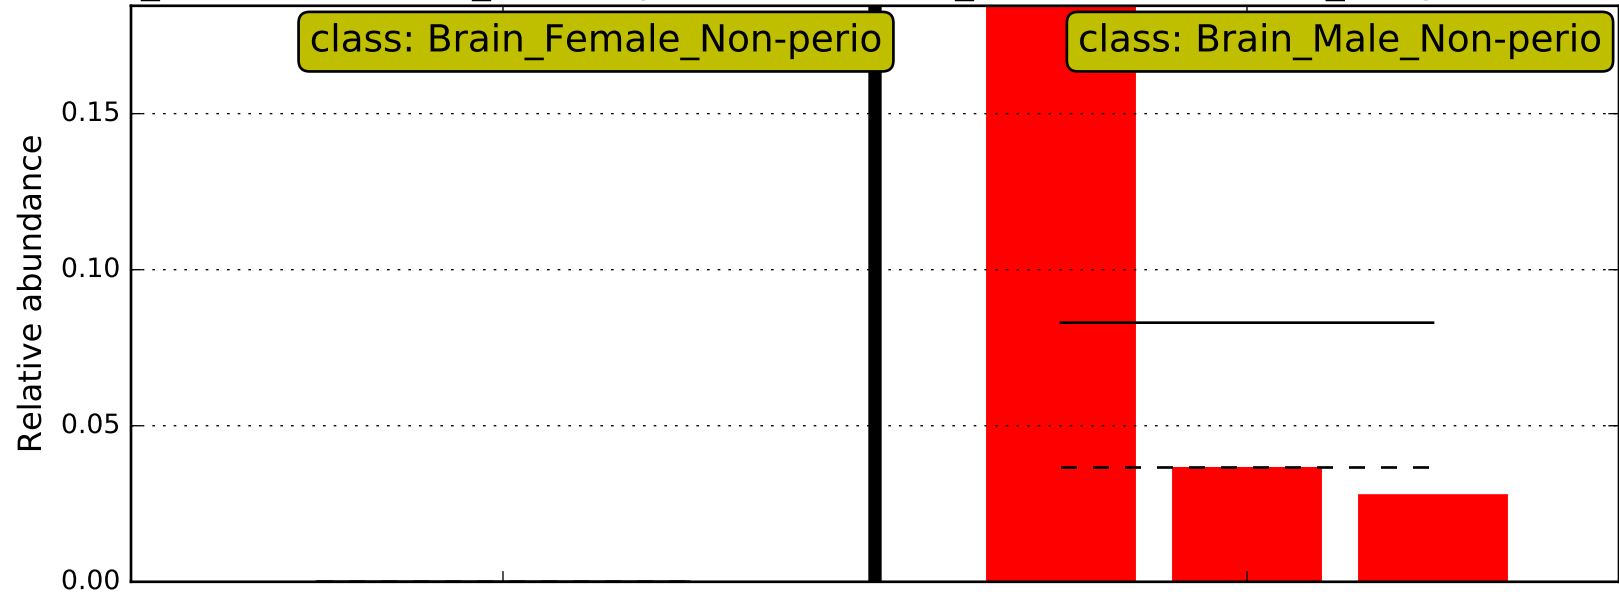 class: Brain_Female_Non-perio
class: Brain_Male_Non-perio
0.15
0.10
0.05
0.00
Relative abundance